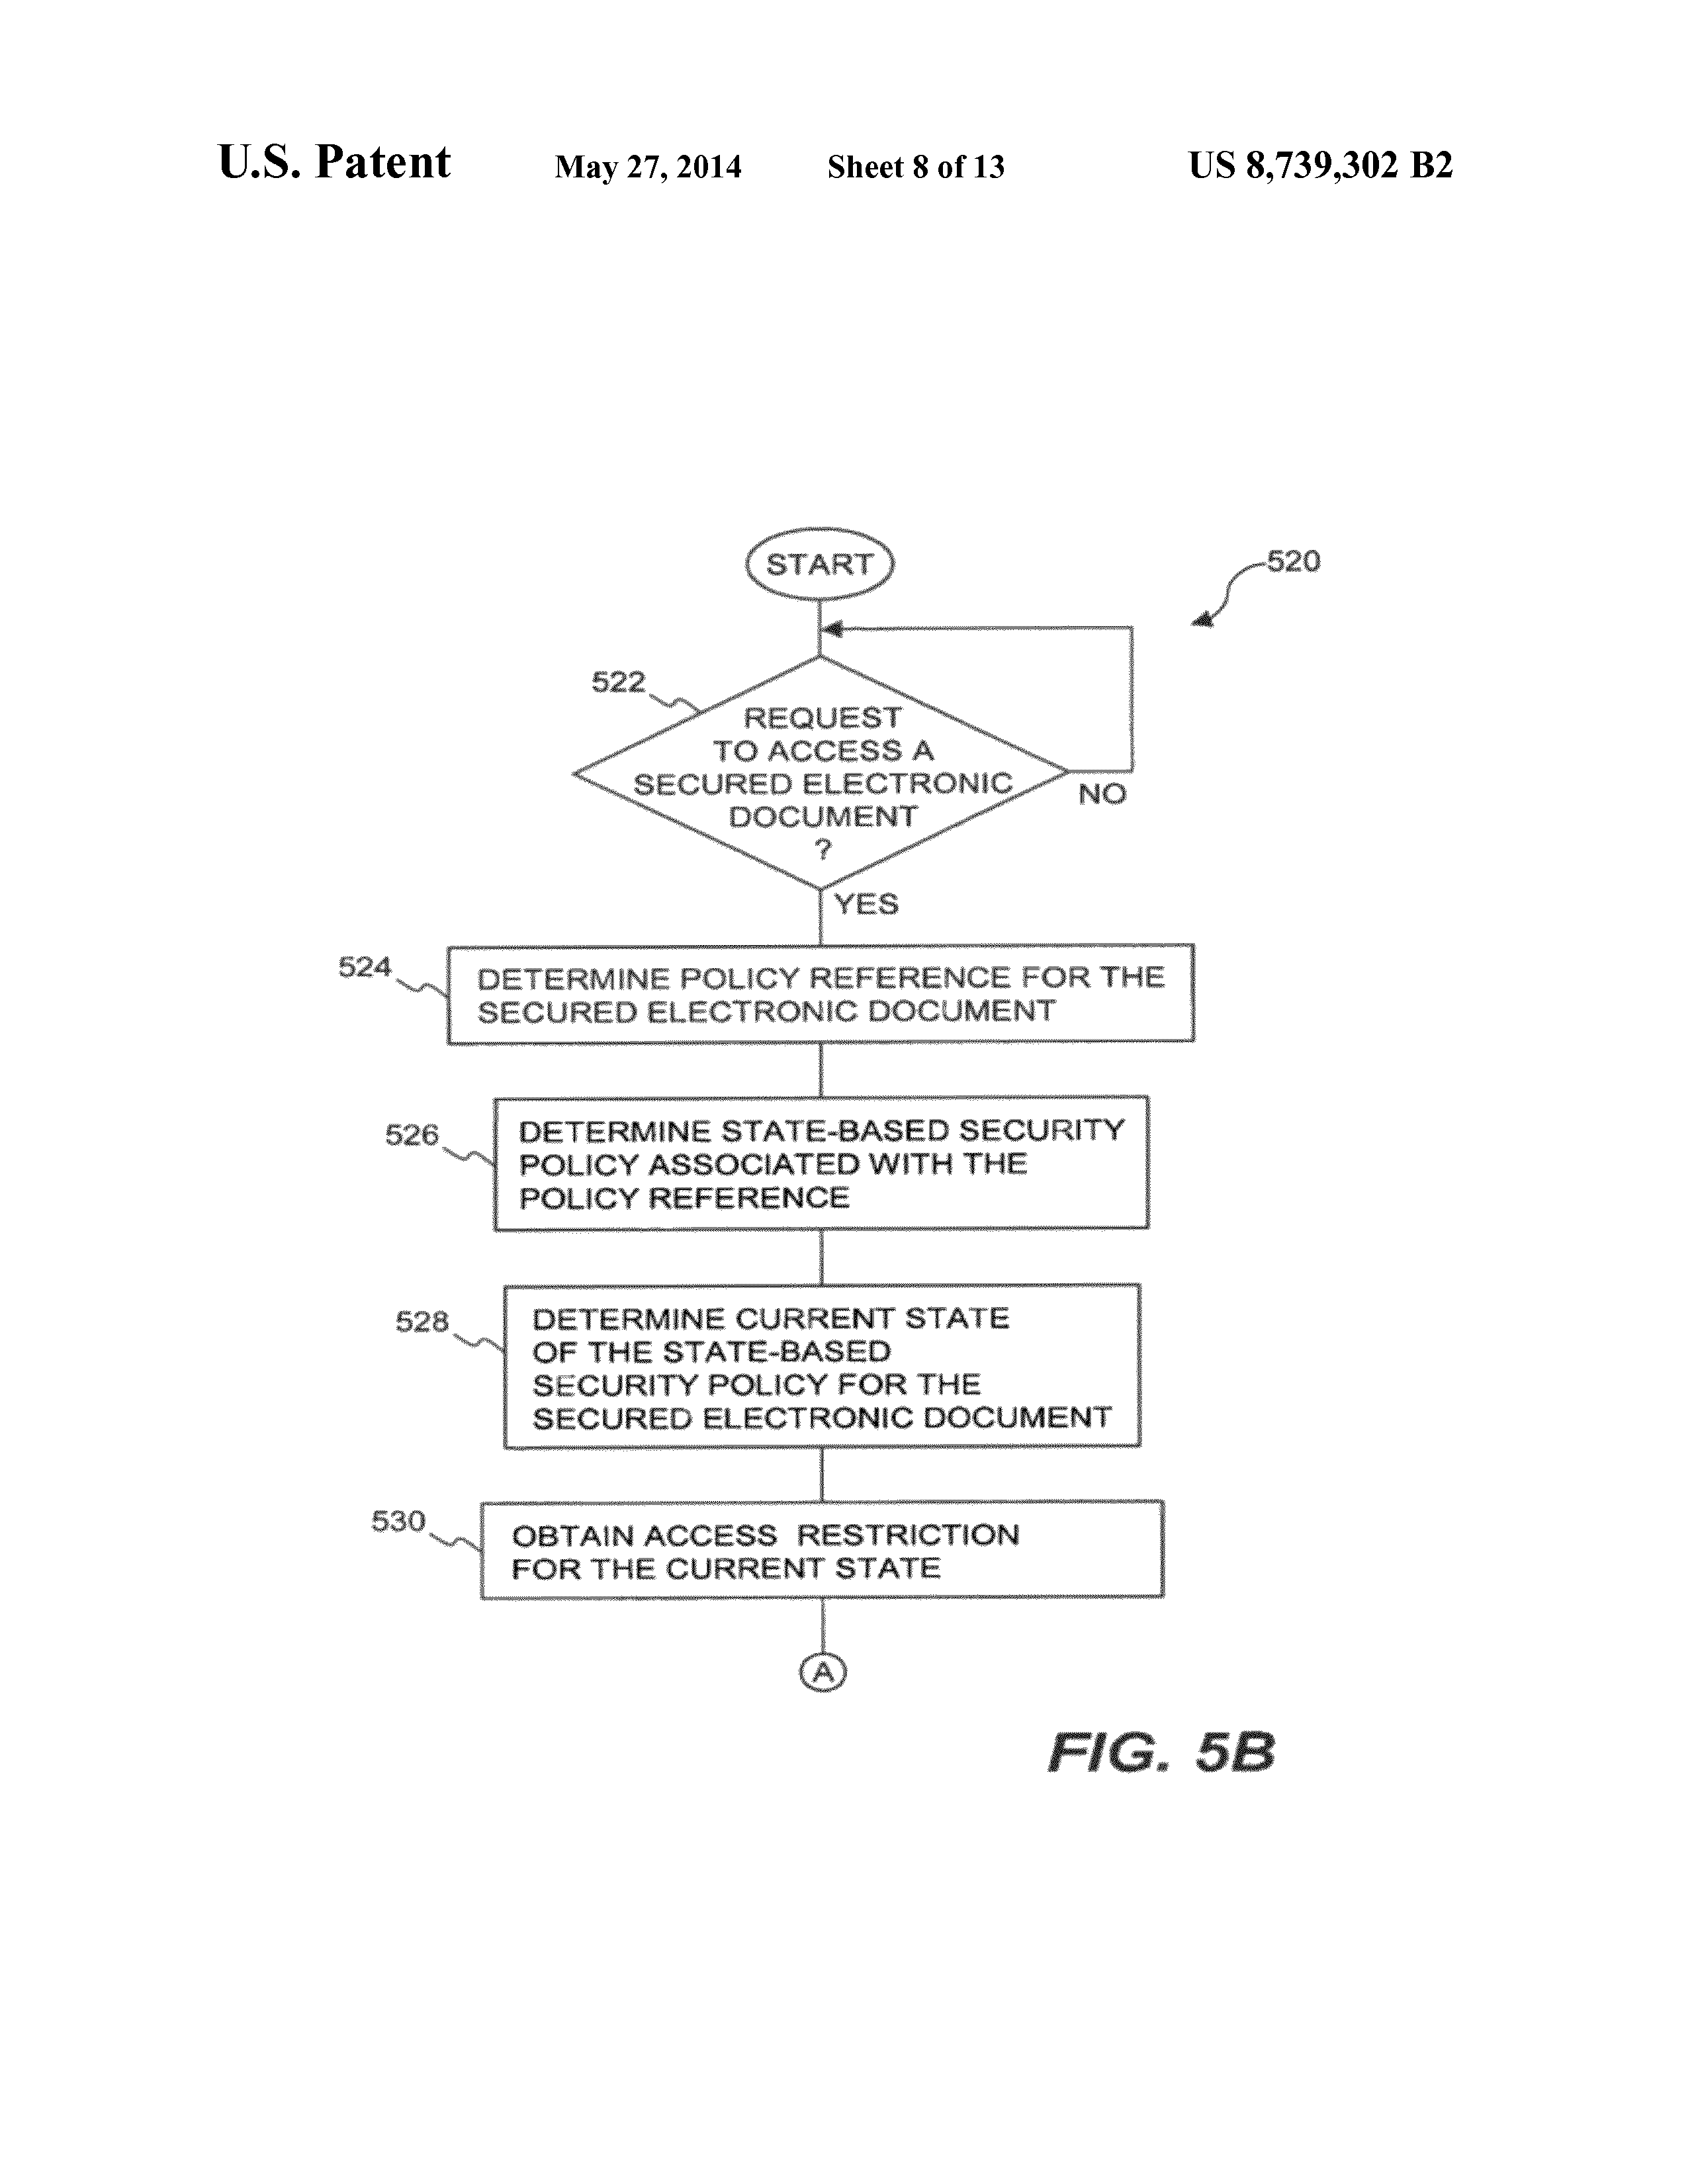 U.S. Patent May 27, 2014 Sheet 8 of 13 US 8,739,302 B2
START
520
522
REQUEST
TO ACCESS A
SECURED ELECTRONIC
DOCUMENT
?
NO
YES
524
DETERMINE POLICY REFERENCE FOR THE
SECURED ELECTRONIC DOCUMENT
526
DETERMINE STATE-BASED SECURITY
POLICY ASSOCIATED WITH THE
POLICY REFERENCE
528
DETERMINE CURRENT STATE
OF THE STATE-BASED
SECURITY POLICY FOR THE
SECURED ELECTRONIC DOCUMENT
530
OBTAIN ACCESS RESTRICTION
FOR THE CURRENT STATE
A
FIG. 5B